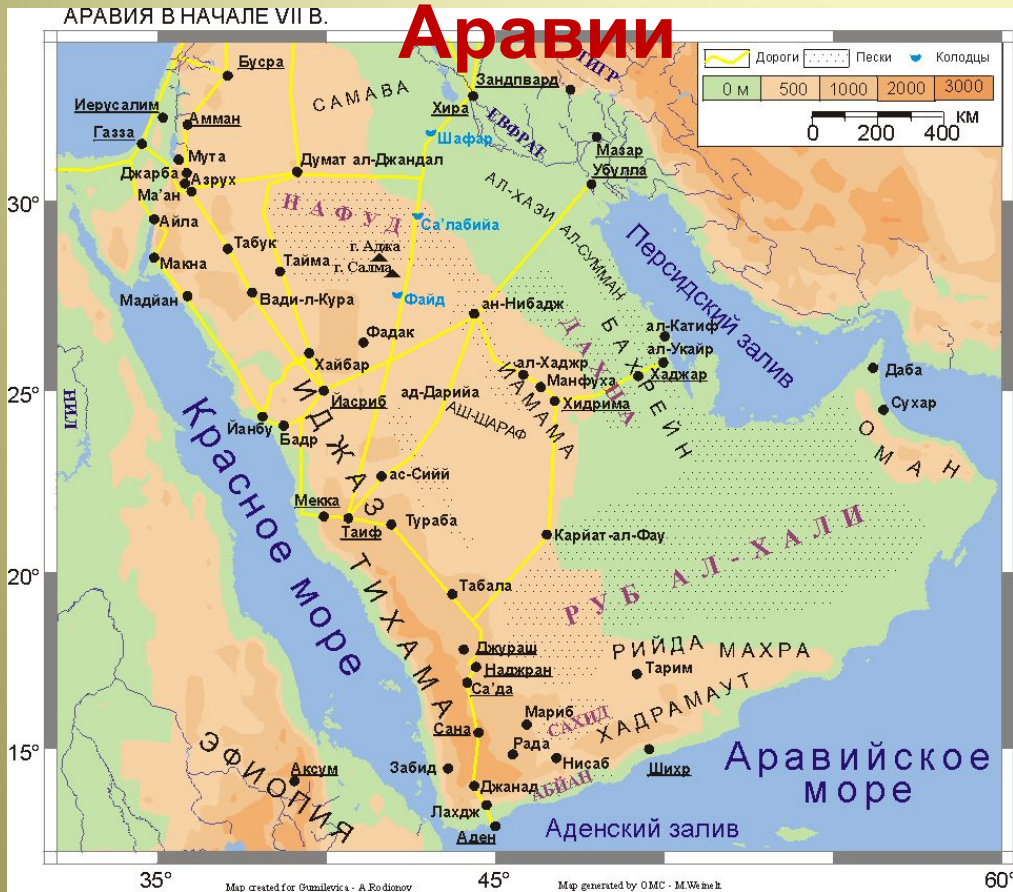 АРАВИЯ В НАЧАЛЕ VII В.
Аравии
Дороги
Пески
Колодцы
0 м
500
1000
2000
3000
0 200 400 КМ
Бусра
САМАВА
Зандпвард
ТИГР
Иерусалим
Хира
Амман
Газза
ЕВФРАТ
Шафар
Мута
Мазар
Джарба
Думат ал-Джандал
Азрух
Убулла
Ма'ан
АЛ-ХАЗИ
30°
НАФУД
Айла
Са'лабийа
АЛ-СУММАН
Табук
г. Аджа
Персидский залив
Макна
Тайма
г. Салма
Мадйан
Вади-л-Кура
Файд
ан-Нибадж
ДАХНА
БАХРЕЙН
ал-Катиф
Фадак
ал-Укайр
Хайбар
ал-Хаджр
Даба
25°
ИДЖАЗ
Йасриб
ад-Дарийа
Манфуха
Хаджар
ЙАМАМА
Хидрима
Сухар
НИЛ
АШ-ШАРАФ
Йанбу
Бадр
ОМАН
Красное море
ас-Сийй
Мекка
Таиф
Тураба
Карйат-ал-Фау
РУБ АЛ-ХАЛИ
20°
ТИХАМА
Табала
Джураш
РИЙДА
МАХРА
Наджран
Тарим
Са'да
ХАДРАМАУТ
Мариб
САХИД
Сана
15°
Рада
ЭФИОПИЯ
Забид
Нисаб
Шихр
Аравийское
море
Аксум
Джанад
АБЙАН
Лахдж
Аден
Аденский залив
35°
45°
60°
Map created for Gumilevica - A.Rodionov
Map generated by OMC - M.Weinelt